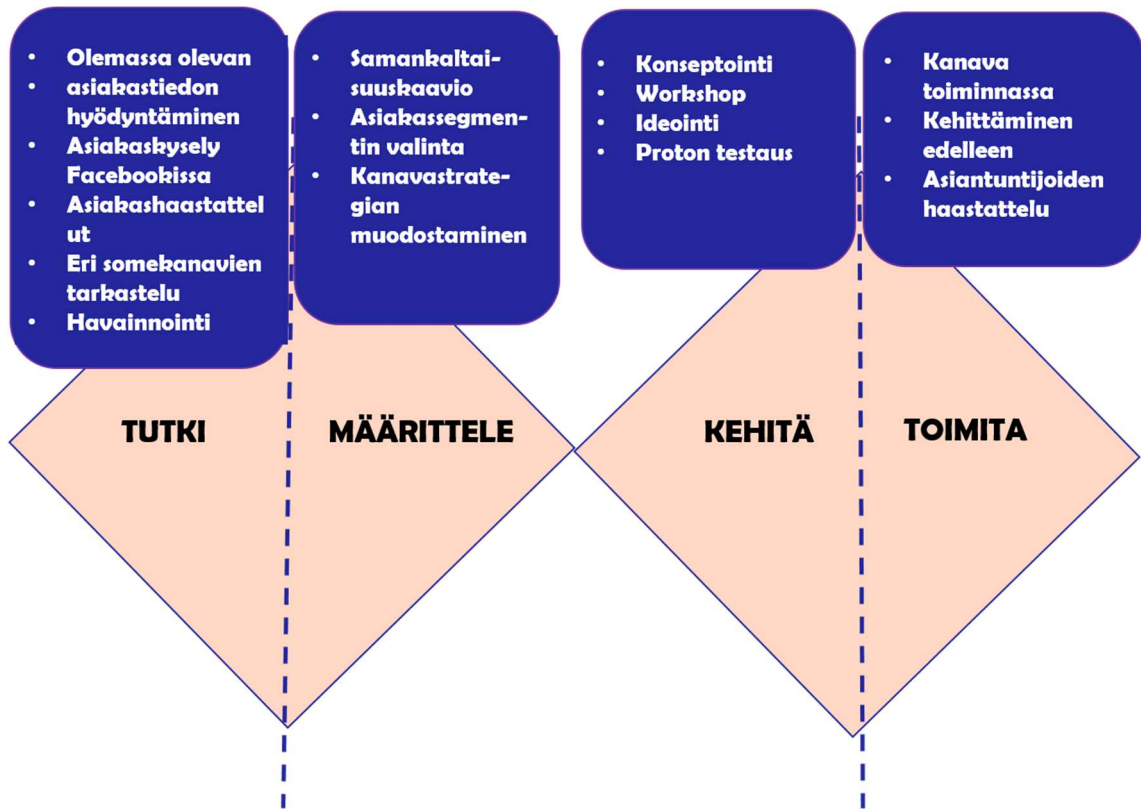 • Olemassa olevan
• asiakastiedon
hyödyntäminen
• Asiakaskysely
Facebookissa
• Asiakashaastattel
ut
• Eri somekanavien
tarkastelu
• Havainnointi
• Samankaltai-
suuskaavio
• Asiakassegmen-
tin valinta
• Kanavastrate-
gian
muodostaminen
• Konseptointi
• Workshop
• Ideointi
• Proton testaus
• Kanava
toiminnassa
• Kehittäminen
edelleen
• Asiantuntijoiden
haastattelu
TUTKI
MÄÄRITTELE
KEHITÄ
TOIMITA